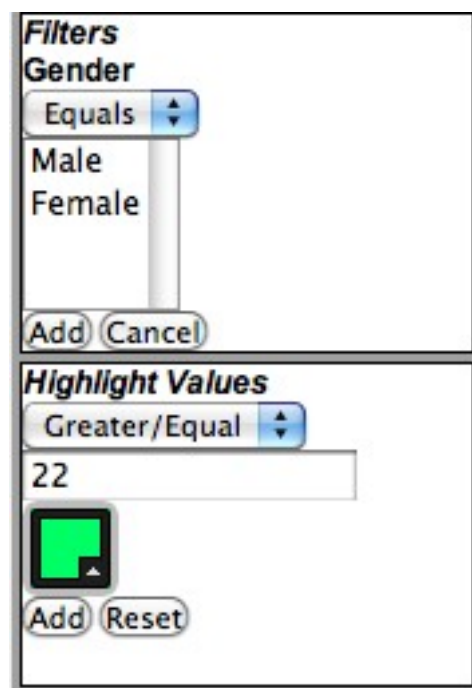 Filters
Gender
Equals
Male
Female
Add Cancel
Highlight Values
Greater/Equal
22
Add Reset